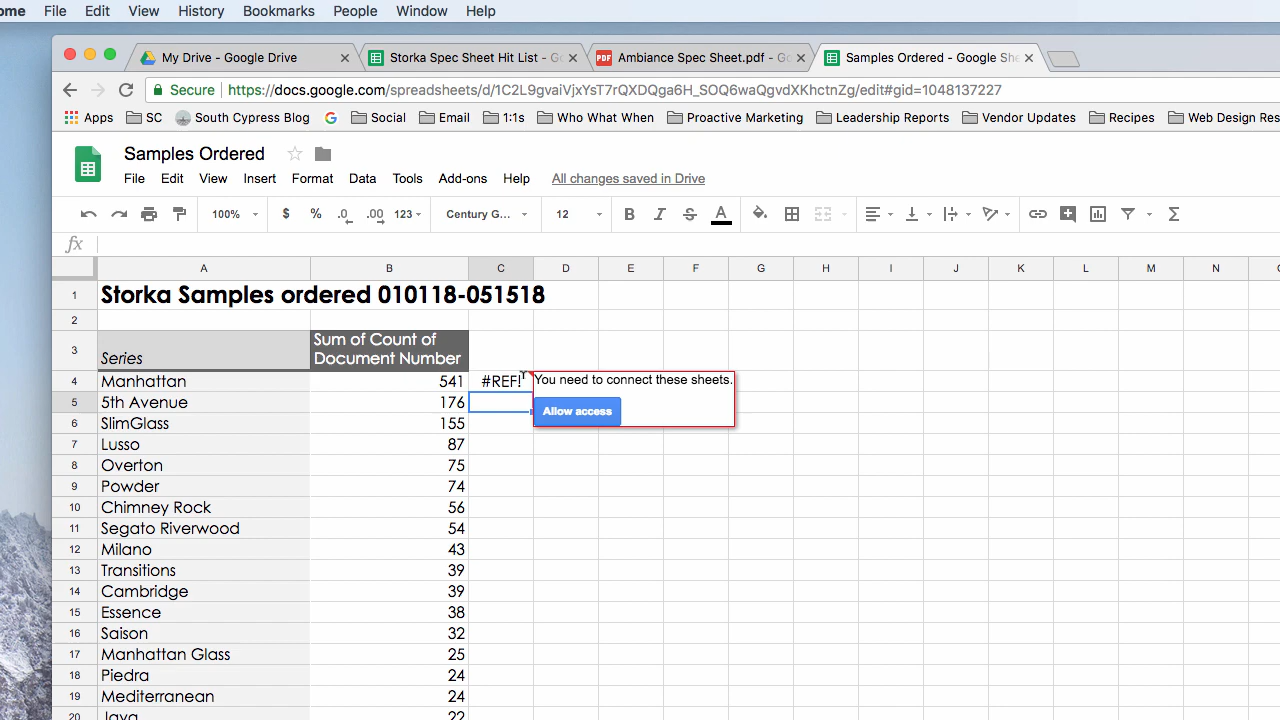 ome File Edit View History Bookmarks People Window Help
My Drive - Google Drive Storka Spec Sheet Hit List - Go PDF Ambiance Spec Sheet.pdf - Go Samples Ordered - Google She
Secure https://docs.google.com/spreadsheets/d/1C2L9gvaiVjxYsT7rQXDQga6H_SOQ6waQgvdXKhctnZg/edit#gid=1048137227
Apps SC South Cypress Blog Social Email 1:1s Who What When Proactive Marketing Leadership Reports Vendor Updates Recipes Web Design Res
Samples Ordered
File Edit View Insert Format Data Tools Add-ons Help All changes saved in Drive
100% $ % .0 .00 123 Century G... 12 B I S A Σ
fx
A B C D E F G H I J K L M N
1 Storka Samples ordered 010118-051518
2
3 Series Sum of Count of Document Number
4 Manhattan 541 #REF! You need to connect these sheets.
5 5th Avenue 176 Allow access
6 SlimGlass 155
7 Lusso 87
8 Overton 75
9 Powder 74
10 Chimney Rock 56
11 Segato Riverwood 54
12 Milano 43
13 Transitions 39
14 Cambridge 39
15 Essence 38
16 Saison 32
17 Manhattan Glass 25
18 Piedra 24
19 Mediterranean 24
20 Java 22